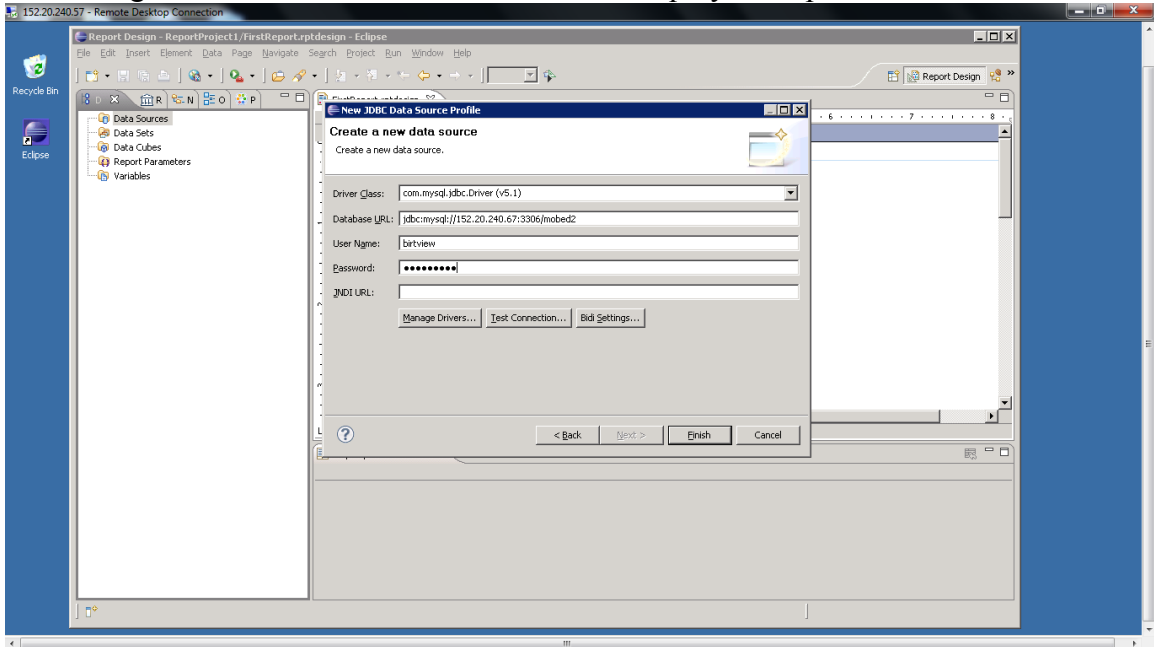 152.20.240.57 - Remote Desktop Connection
Recycle Bin
Eclipse
Report Design - ReportProject1/FirstReport.rptdesign - Eclipse
File Edit Insert Element Data Page Navigate Search Project Run Window Help
Report Design »
D R N O P
Data Sources
Data Sets
Data Cubes
Report Parameters
Variables
6 7 8
New JDBC Data Source Profile
Create a new data source
Create a new data source.
Driver Class: com.mysql.jdbc.Driver (v5.1)
Database URL: jdbc:mysql://152.20.240.67:3306/mobed2
User Name: birtview
Password: ●●●●●●●●●
JNDI URL:
Manage Drivers... Test Connection... Bidi Settings...
? < Back Next > Finish Cancel